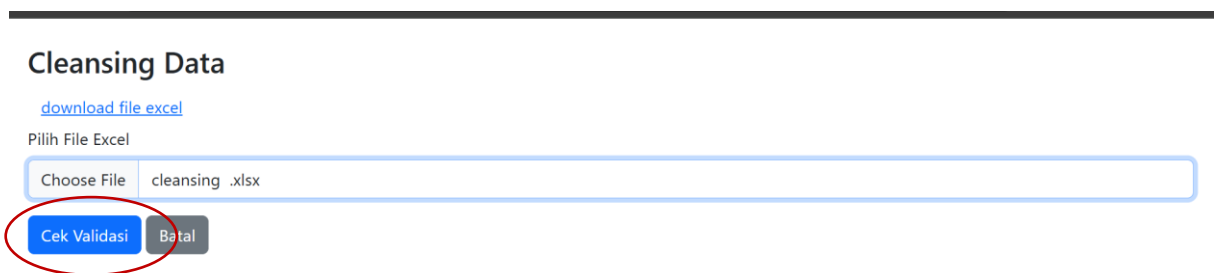 Cleansing Data
download file excel
Pilih File Excel
Choose File cleansing .xlsx
Cek Validasi Batal